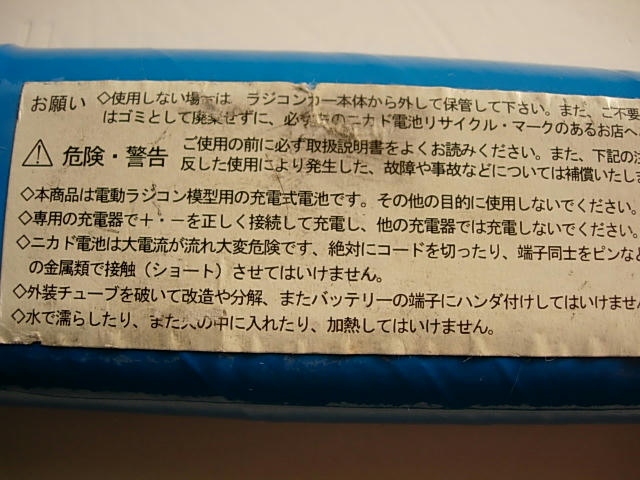 お願い ◇使用しない場 は ラジコンカー本体から外して保管して下さい。また、ご不要
はゴミとして廃棄せずに、必ず のニカド電池リサイクル・マークのあるお店へ
⚠ 危険・警告
ご使用の前に必ず取扱説明書をよくお読みください。また、下記の注
反した使用により発生した、故障や事故などについては補償いたしま
◇本商品は電動ラジコン模型用の充電式電池です。その他の目的に使用しないでください。
◇専用の充電器で＋・－を正しく接続して充電し、他の充電器では充電しないでください。
◇ニカド電池は大電流が流れ大変危険です、絶対にコードを切ったり、端子同士をピンなど
の金属類で接触（ショート）させてはいけません。
◇外装チューブを破いて改造や分解、またバッテリーの端子にハンダ付けしてはいけません
◇水で濡らしたり、また火の中に入れたり、加熱してはいけません。